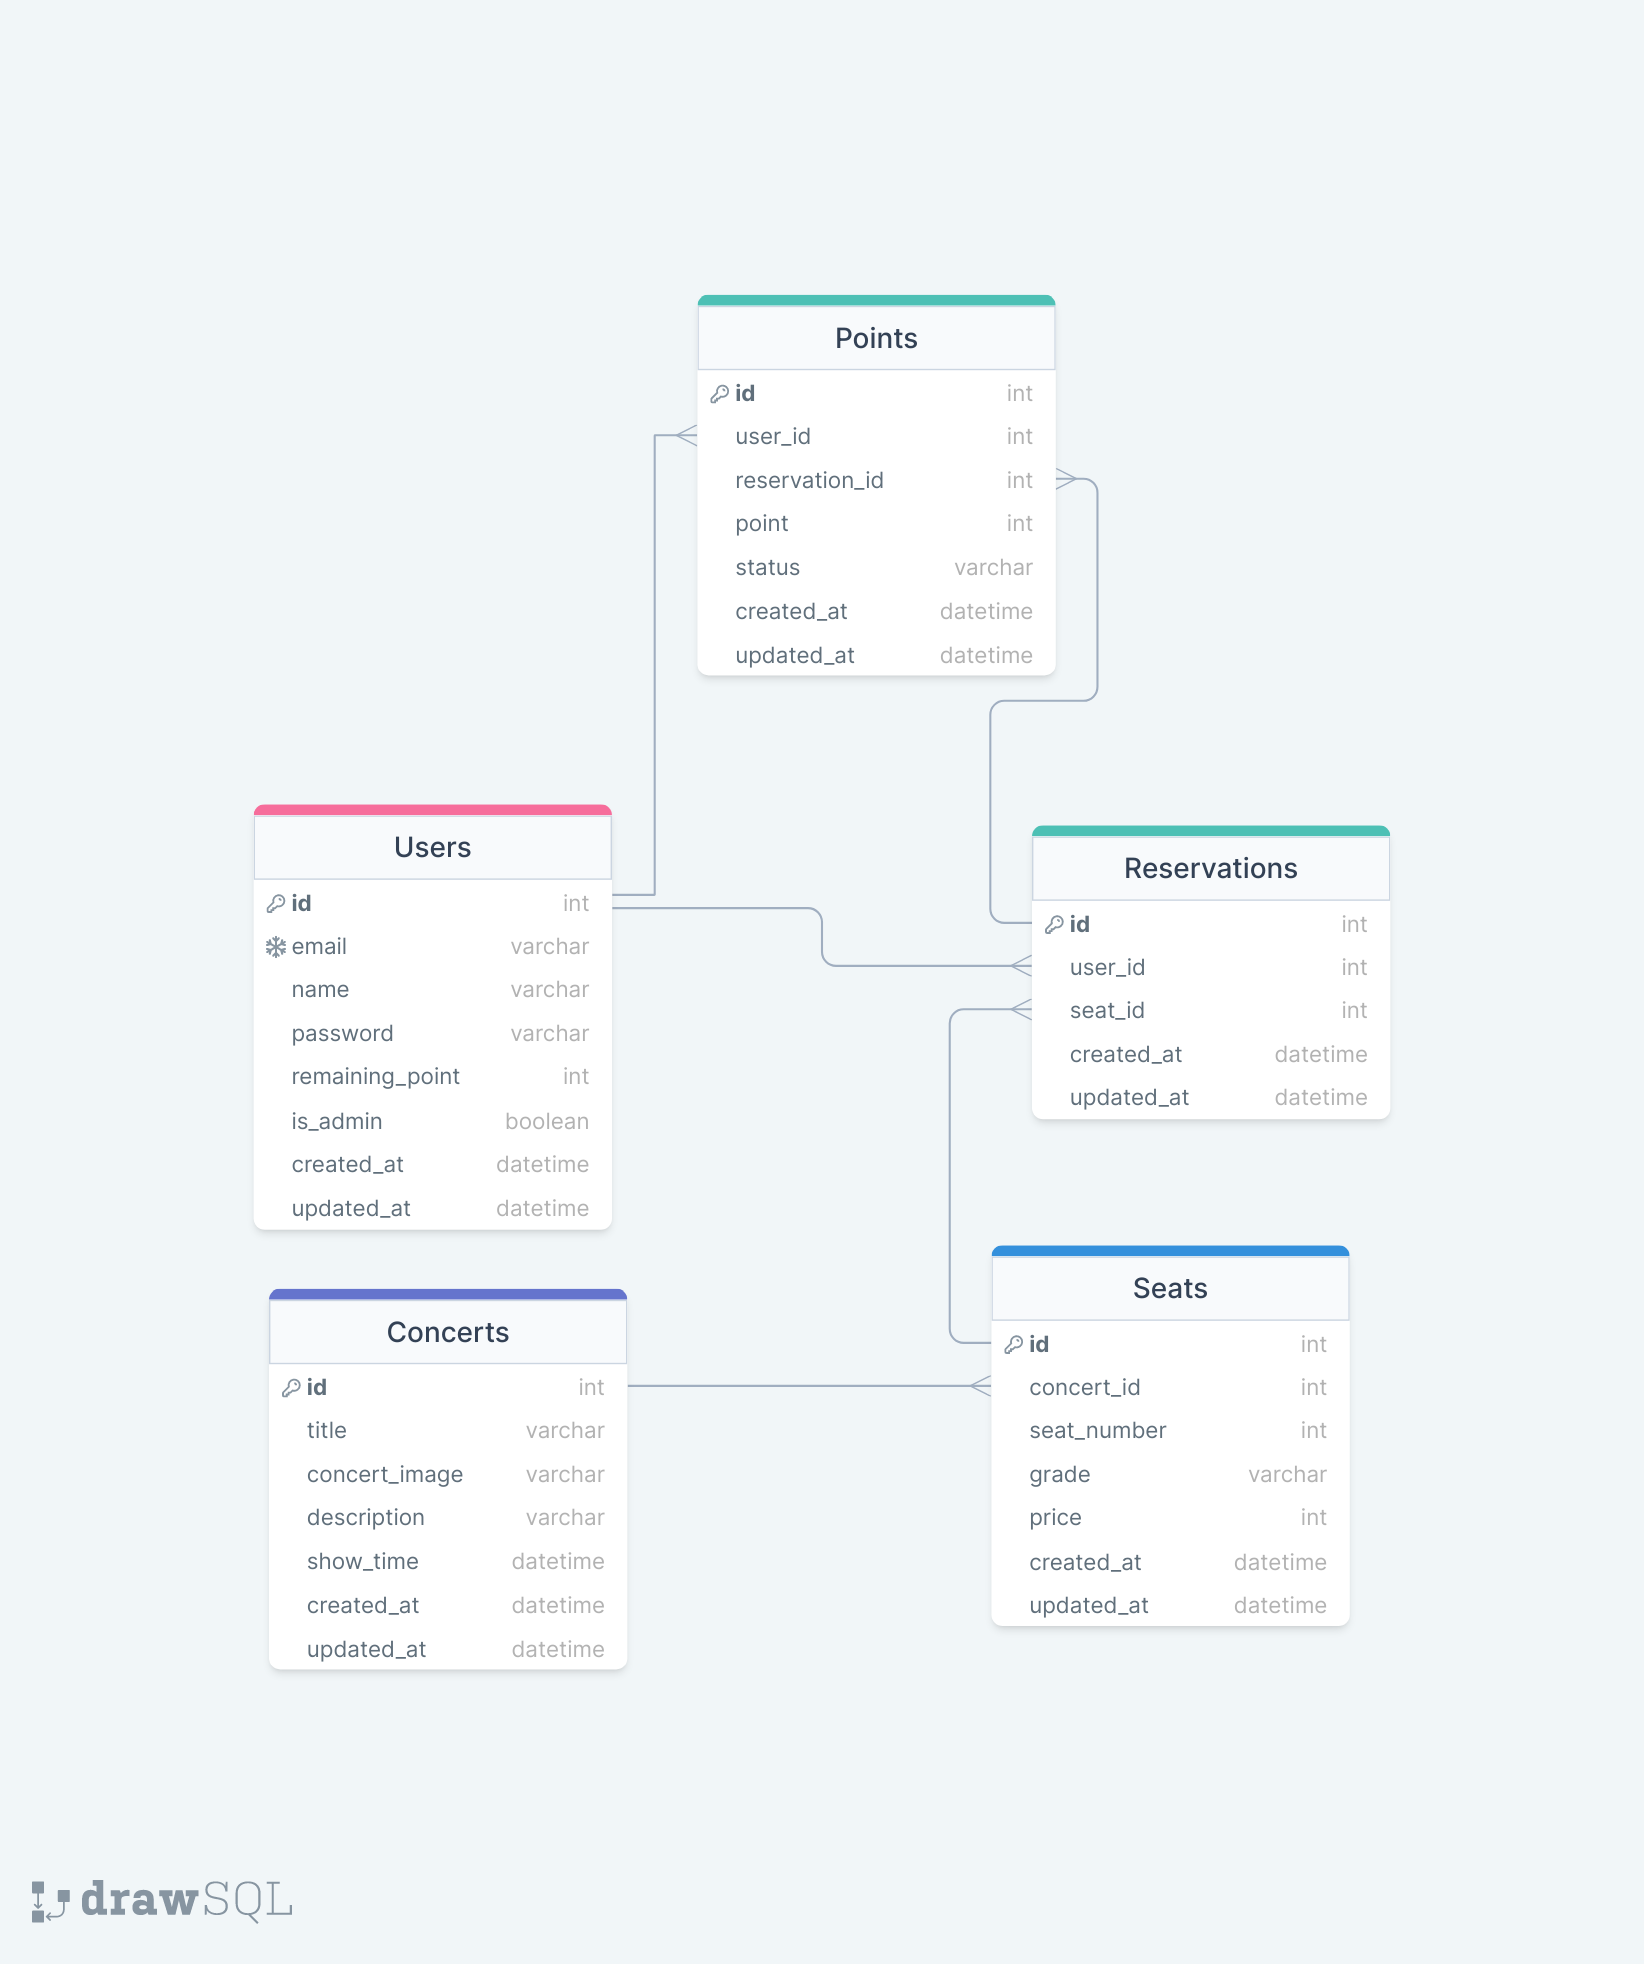 Points
id int
user_id int
reservation_id int
point int
status varchar
created_at datetime
updated_at datetime
Users
id int
email varchar
name varchar
password varchar
remaining_point int
is_admin boolean
created_at datetime
updated_at datetime
Reservations
id int
user_id int
seat_id int
created_at datetime
updated_at datetime
Concerts
id int
title varchar
concert_image varchar
description varchar
show_time datetime
created_at datetime
updated_at datetime
Seats
id int
concert_id int
seat_number int
grade varchar
price int
created_at datetime
updated_at datetime
drawSQL